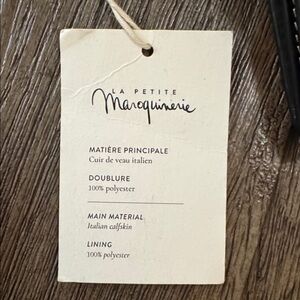 LA PETITE
Maroquinerie
MATIÈRE PRINCIPALE
Cuir de veau italien
DOUBLURE
100% polyester
MAIN MATERIAL
Italian calfskin
LINING
100% polyester